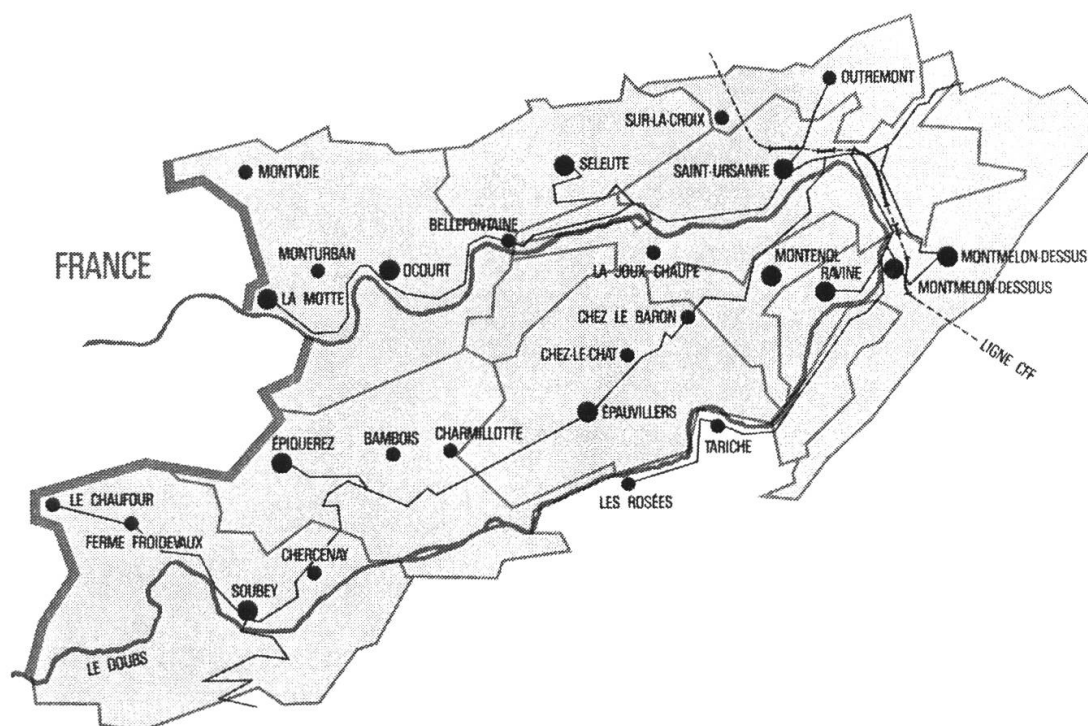 OUTREMONT
SUR-LA-CROIX
MONTVOIE
SELEUTE
SAINT-URSANNE
BELLEFONTAINE
FRANCE
MONTURBAN
OCOURT
LA JOUX CHAUPE
MONTENOL
RAVINE
MONTMELON-DESSUS
MONTMELON-DESSOUS
LA MOTTE
CHEZ LE BARON
CHEZ-LE-CHAT
LIGNE CFF
ÉPAUVILLERS
ÉPIQUEREZ
BAMBOIS
CHARMILLOTTE
TARICHE
LE CHAUFOUR
LES ROSÉES
FERME FROIDEVAUX
CHERCENAY
SOUBEY
LE DOUBS